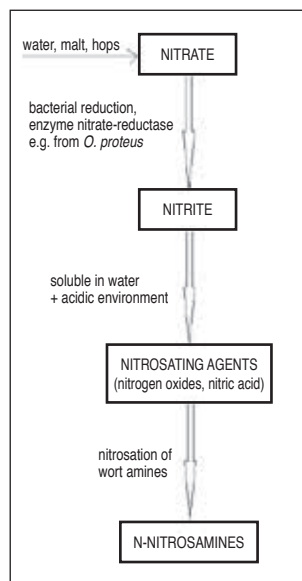 water, malt, hops
NITRATE
bacterial reduction,
enzyme nitrate-reductase
e.g. from O. proteus
NITRITE
soluble in water
+ acidic environment
NITROSATING AGENTS
(nitrogen oxides, nitric acid)
nitrosation of
wort amines
N-NITROSAMINES